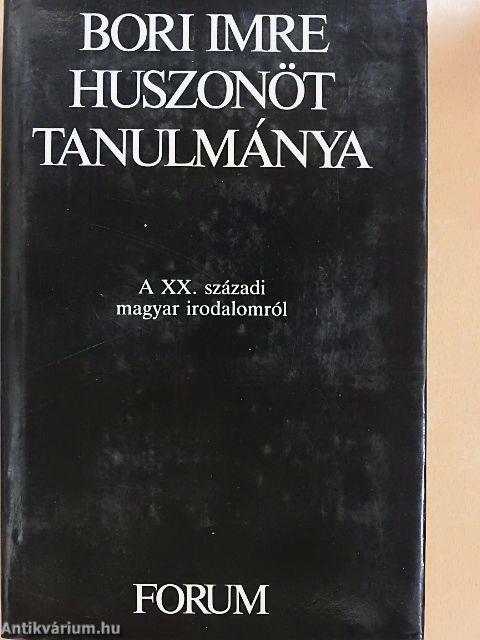 BORI IMRE
HUSZONÖT
TANULMÁNYA
A XX. századi
magyar irodalomról
FORUM
Antikvárium.hu